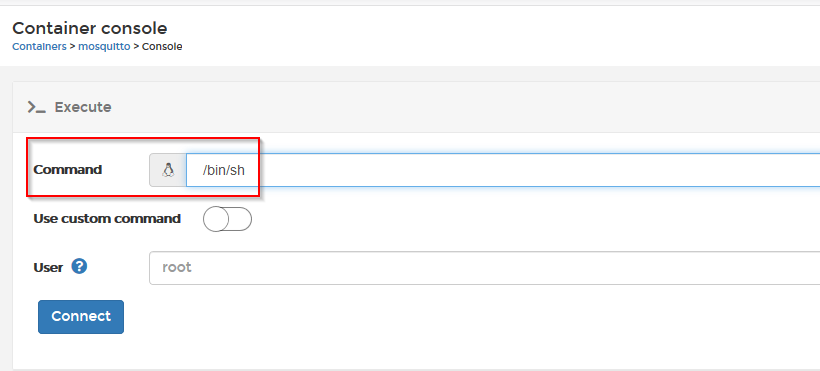 Container console
Containers > mosquitto > Console
>_ Execute
Command /bin/sh
Use custom command
User ? root
Connect